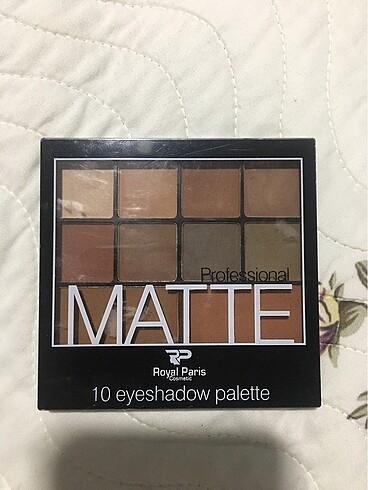 Professional
MATTE
RP
Royal Paris
Cosmetic
10 eyeshadow palette